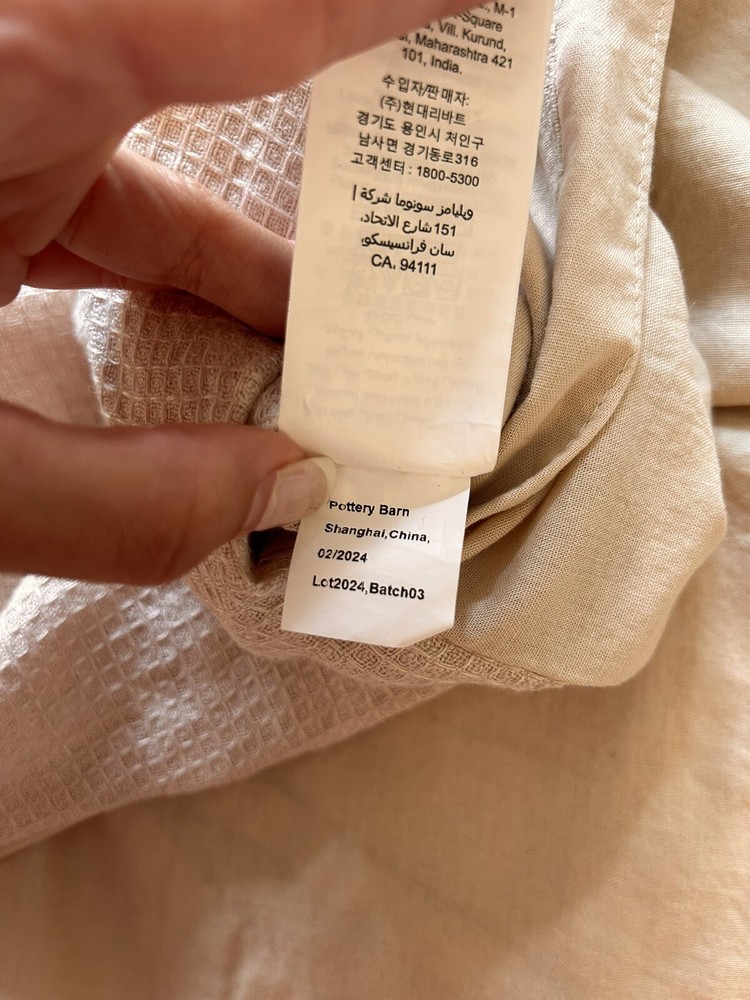 M-1
Square
Vill. Kurund,
Maharashtra 421
101, India.
수입자/판매자:
(주)현대리바트
경기도 용인시 처인구
남사면 경기동로316
고객센터 : 1800-5300
ويليامز سونوما شركة |
151 شارع الاتحاد،
سان فرانسيسكو،
CA، 94111
Pottery Barn
Shanghai,China,
02/2024
Lot2024,Batch03